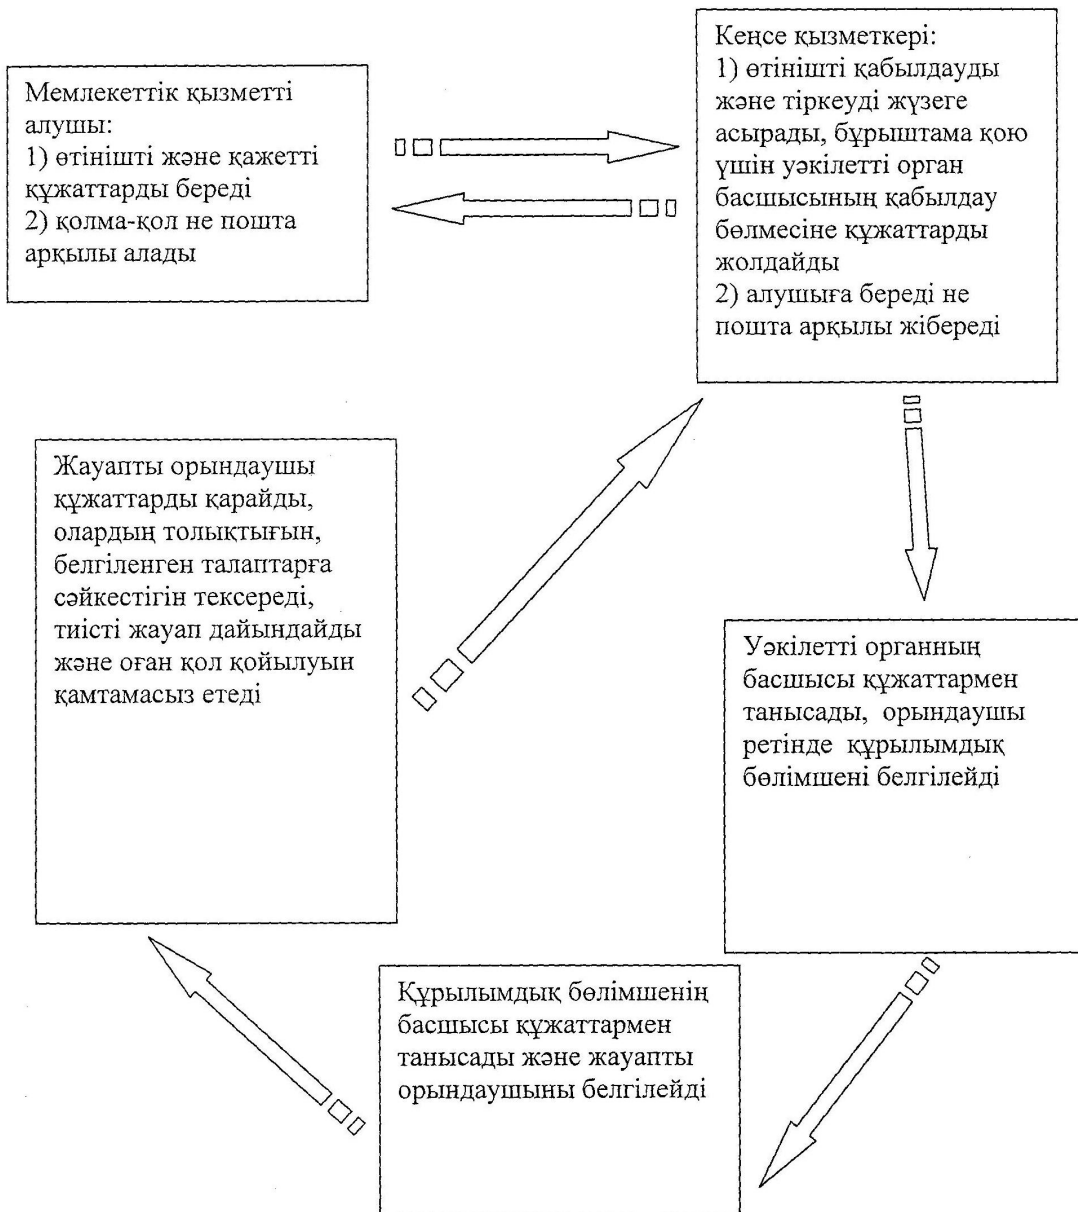 Мемлекеттік қызметті
алушы:
1) өтінішті және қажетті
құжаттарды береді
2) қолма-қол не пошта
арқылы алады
Кеңсе қызметкері:
1) өтінішті қабылдауды
және тіркеуді жүзеге
асырады, бұрыштама қою
үшін уәкілетті орган
басшысының қабылдау
бөлмесіне құжаттарды
жолдайды
2) алушыға береді не
пошта арқылы жібереді
Жауапты орындаушы
құжаттарды қарайды,
олардың толықтығын,
белгіленген талаптарға
сәйкестігін тексереді,
тиісті жауап дайындайды
және оған қол қойылуын
қамтамасыз етеді
Уәкілетті органның
басшысы құжаттармен
танысады, орындаушы
ретінде құрылымдық
бөлімшені белгілейді
Құрылымдық бөлімшенің
басшысы құжаттармен
танысады және жауапты
орындаушыны белгілейді